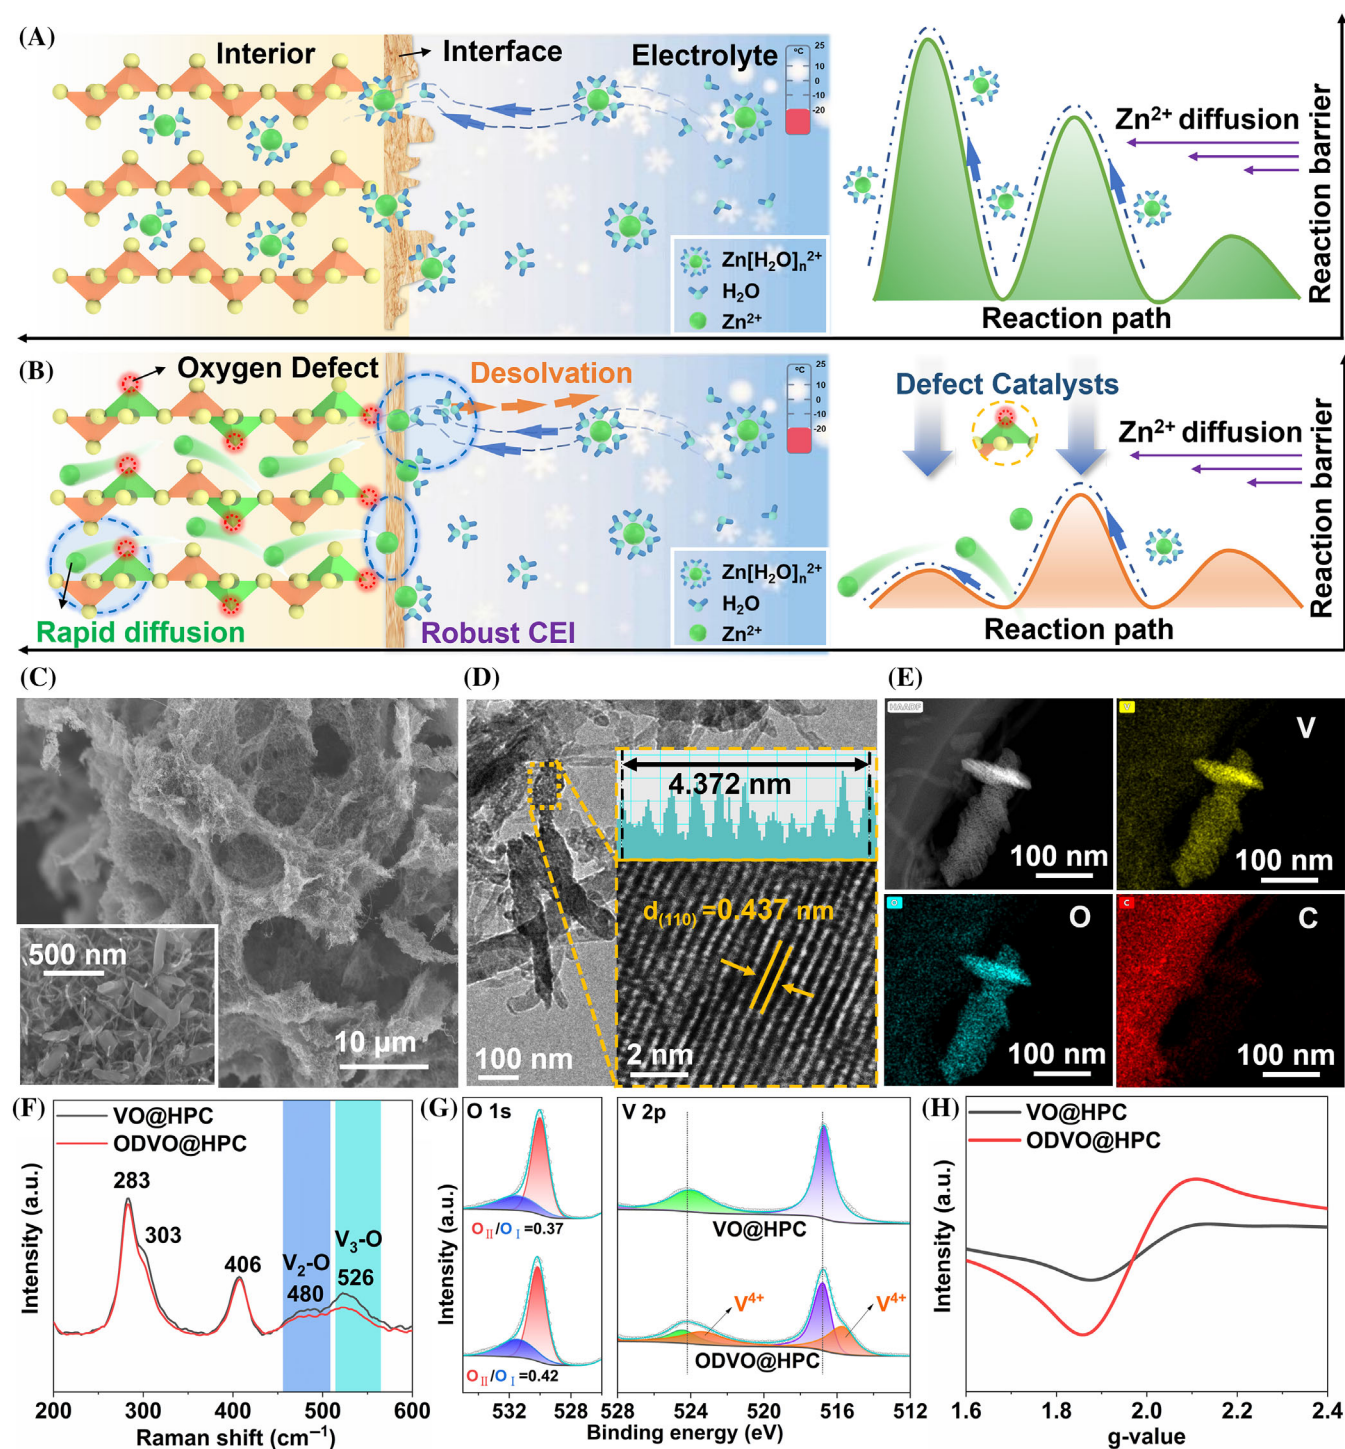 (A)
Interior
Interface
Electrolyte
°C
25
10
0
-10
-20
Zn[H₂O]ₙ²⁺
H₂O
Zn²⁺
Zn²⁺ diffusion
Reaction barrier
Reaction path
(B)
Oxygen Defect
Desolvation
°C
25
10
0
-10
-20
Rapid diffusion
Robust CEI
Zn[H₂O]ₙ²⁺
H₂O
Zn²⁺
Defect Catalysts
Zn²⁺ diffusion
Reaction barrier
Reaction path
(C)
500 nm
10 μm
(D)
4.372 nm
d₍₁₁₀₎=0.437 nm
100 nm
2 nm
(E)
HAADF
100 nm
V
V
100 nm
O
O
100 nm
C
C
100 nm
(F)
VO@HPC
ODVO@HPC
283
303
406
V₂-O
480
V₃-O
526
Intensity (a.u.)
200 300 400 500 600
Raman shift (cm⁻¹)
(G)
O 1s
V 2p
O II/O I=0.37
VO@HPC
V⁴⁺
V⁴⁺
O II/O I=0.42
ODVO@HPC
Intensity (a.u.)
532 528 524 520 516 512
Binding energy (eV)
(H)
VO@HPC
ODVO@HPC
Intensity (a.u.)
1.6 1.8 2.0 2.2 2.4
g-value